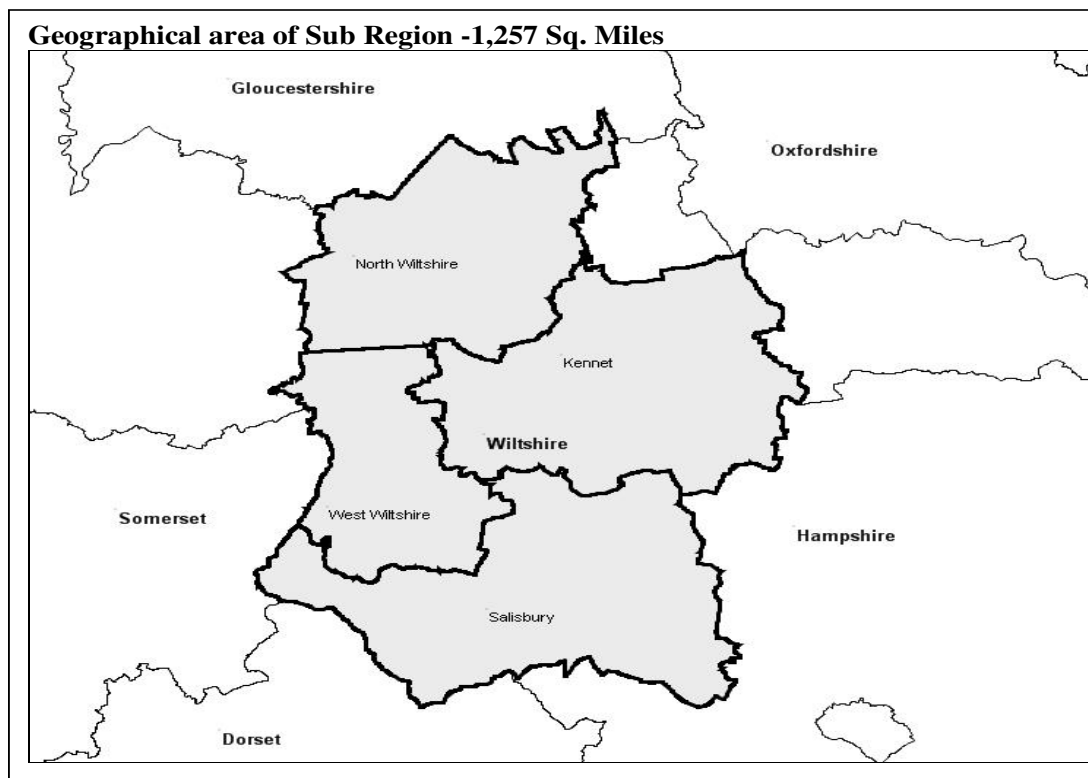 Geographical area of Sub Region -1,257 Sq. Miles
Gloucestershire
Oxfordshire
North Wiltshire
Kennet
Wiltshire
West Wiltshire
Somerset
Hampshire
Salisbury
Dorset